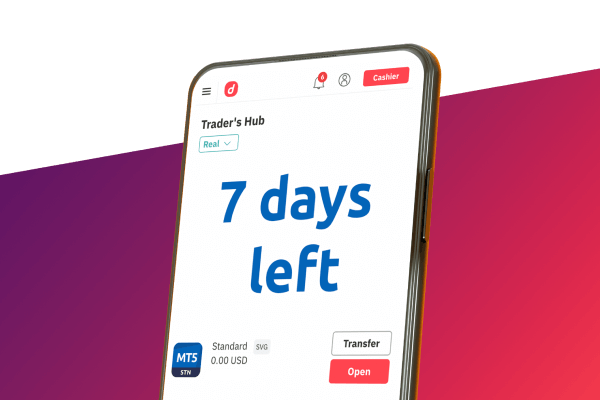 d
6
Cashier
Trader's Hub
Real
7 days
left
MT5
STN
Standard SVG
0.00 USD
Transfer
Open